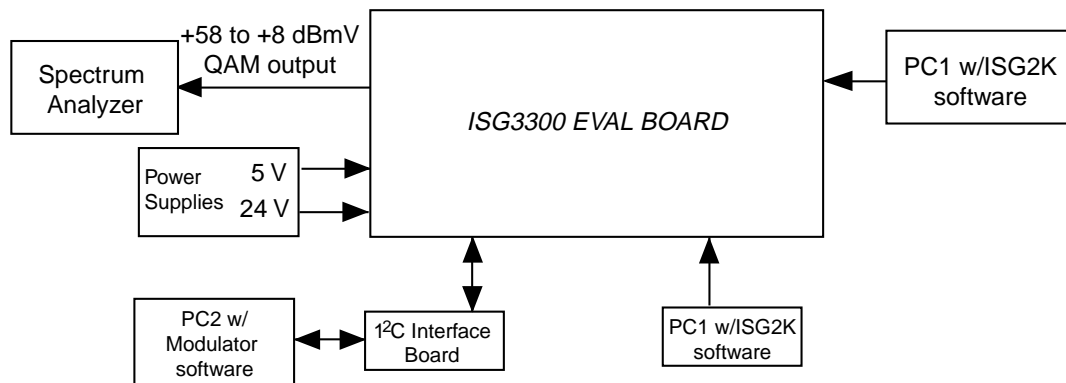 +58 to +8 dBmV
QAM output
Spectrum
Analyzer
ISG3300 EVAL BOARD
PC1 w/ISG2K
software
Power
Supplies
5 V
24 V
PC2 w/
Modulator
software
1²C Interface
Board
PC1 w/ISG2K
software